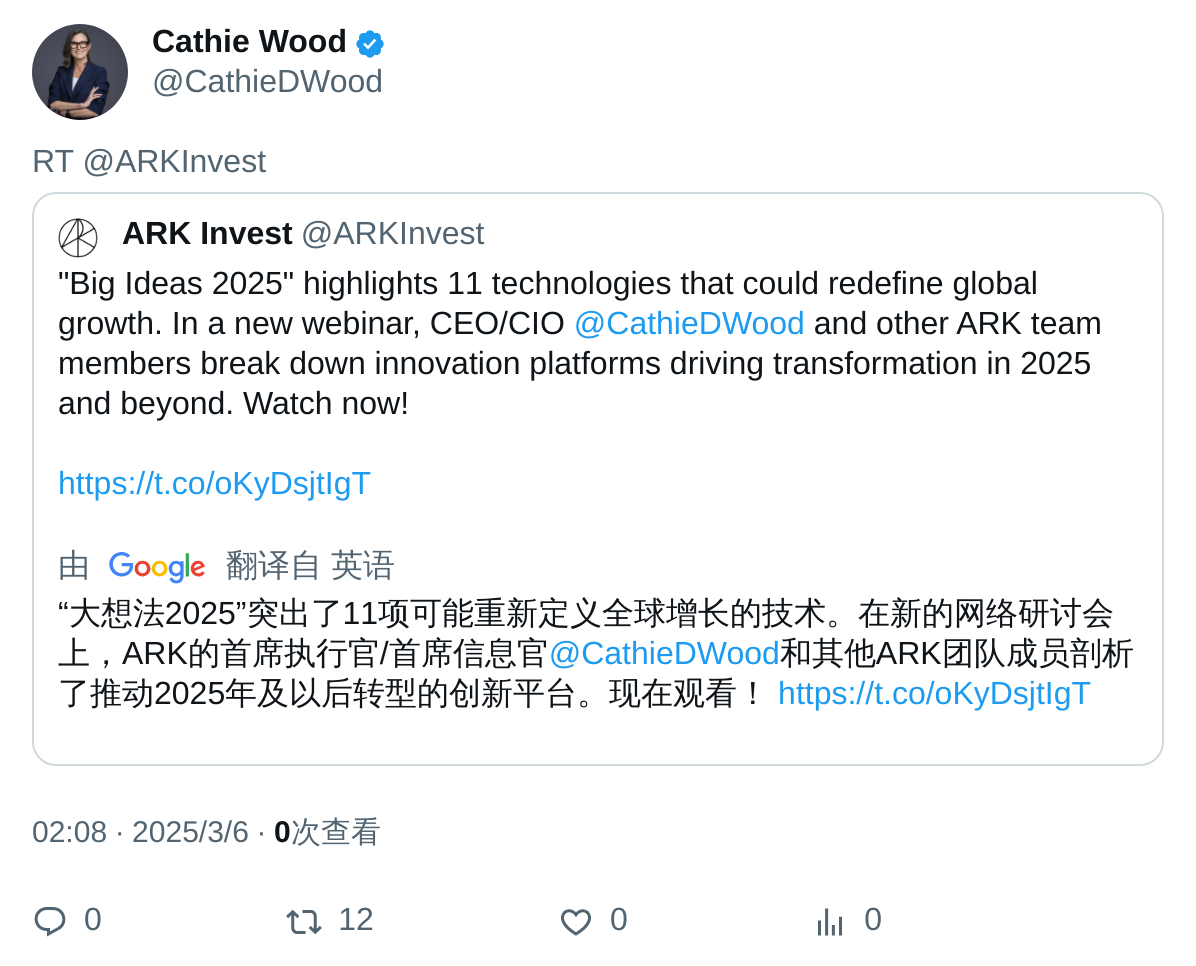 Cathie Wood
@CathieDWood
RT @ARKInvest
ARK Invest @ARKInvest
"Big Ideas 2025" highlights 11 technologies that could redefine global
growth. In a new webinar, CEO/CIO @CathieDWood and other ARK team
members break down innovation platforms driving transformation in 2025
and beyond. Watch now!
https://t.co/oKyDsjtIgT
由 Google 翻译自 英语
“大想法2025”突出了11项可能重新定义全球增长的技术。在新的网络研讨会
上，ARK的首席执行官/首席信息官@CathieDWood和其他ARK团队成员剖析
了推动2025年及以后转型的创新平台。现在观看！ https://t.co/oKyDsjtIgT
02:08 · 2025/3/6 · 0次查看
0 12 0 0